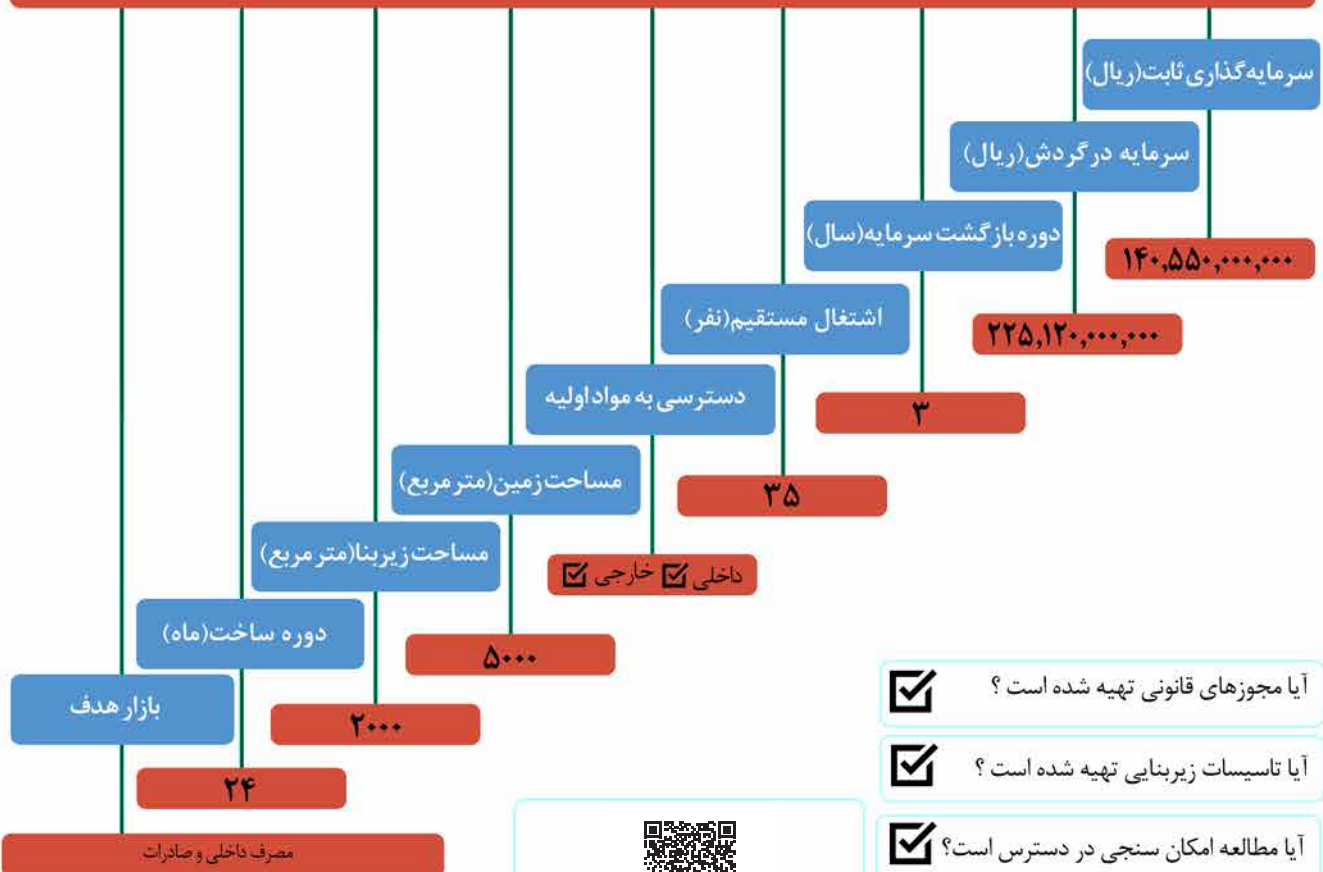 سرمایه‌گذاری ثابت(ریال)
۱۴۰,۵۵۰,۰۰۰,۰۰۰
سرمایه در گردش(ریال)
۲۲۵,۱۲۰,۰۰۰,۰۰۰
دوره بازگشت سرمایه(سال)
۳
اشتغال مستقیم(نفر)
۳۵
دسترسی به مواد اولیه
داخلی ☑ خارجی ☑
مساحت زمین(متر مربع)
۵۰۰۰
مساحت زیربنا(متر مربع)
۲۰۰۰
دوره ساخت(ماه)
۲۴
بازار هدف
مصرف داخلی و صادرات
آیا مجوزهای قانونی تهیه شده است ؟ ☑
آیا تاسیسات زیربنایی تهیه شده است ؟ ☑
آیا مطالعه امکان سنجی در دسترس است؟ ☑